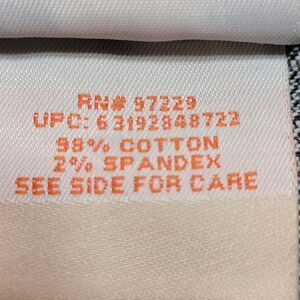 RN# 97229
UPC: 63192848722
98% COTTON
2% SPANDEX
SEE SIDE FOR CARE